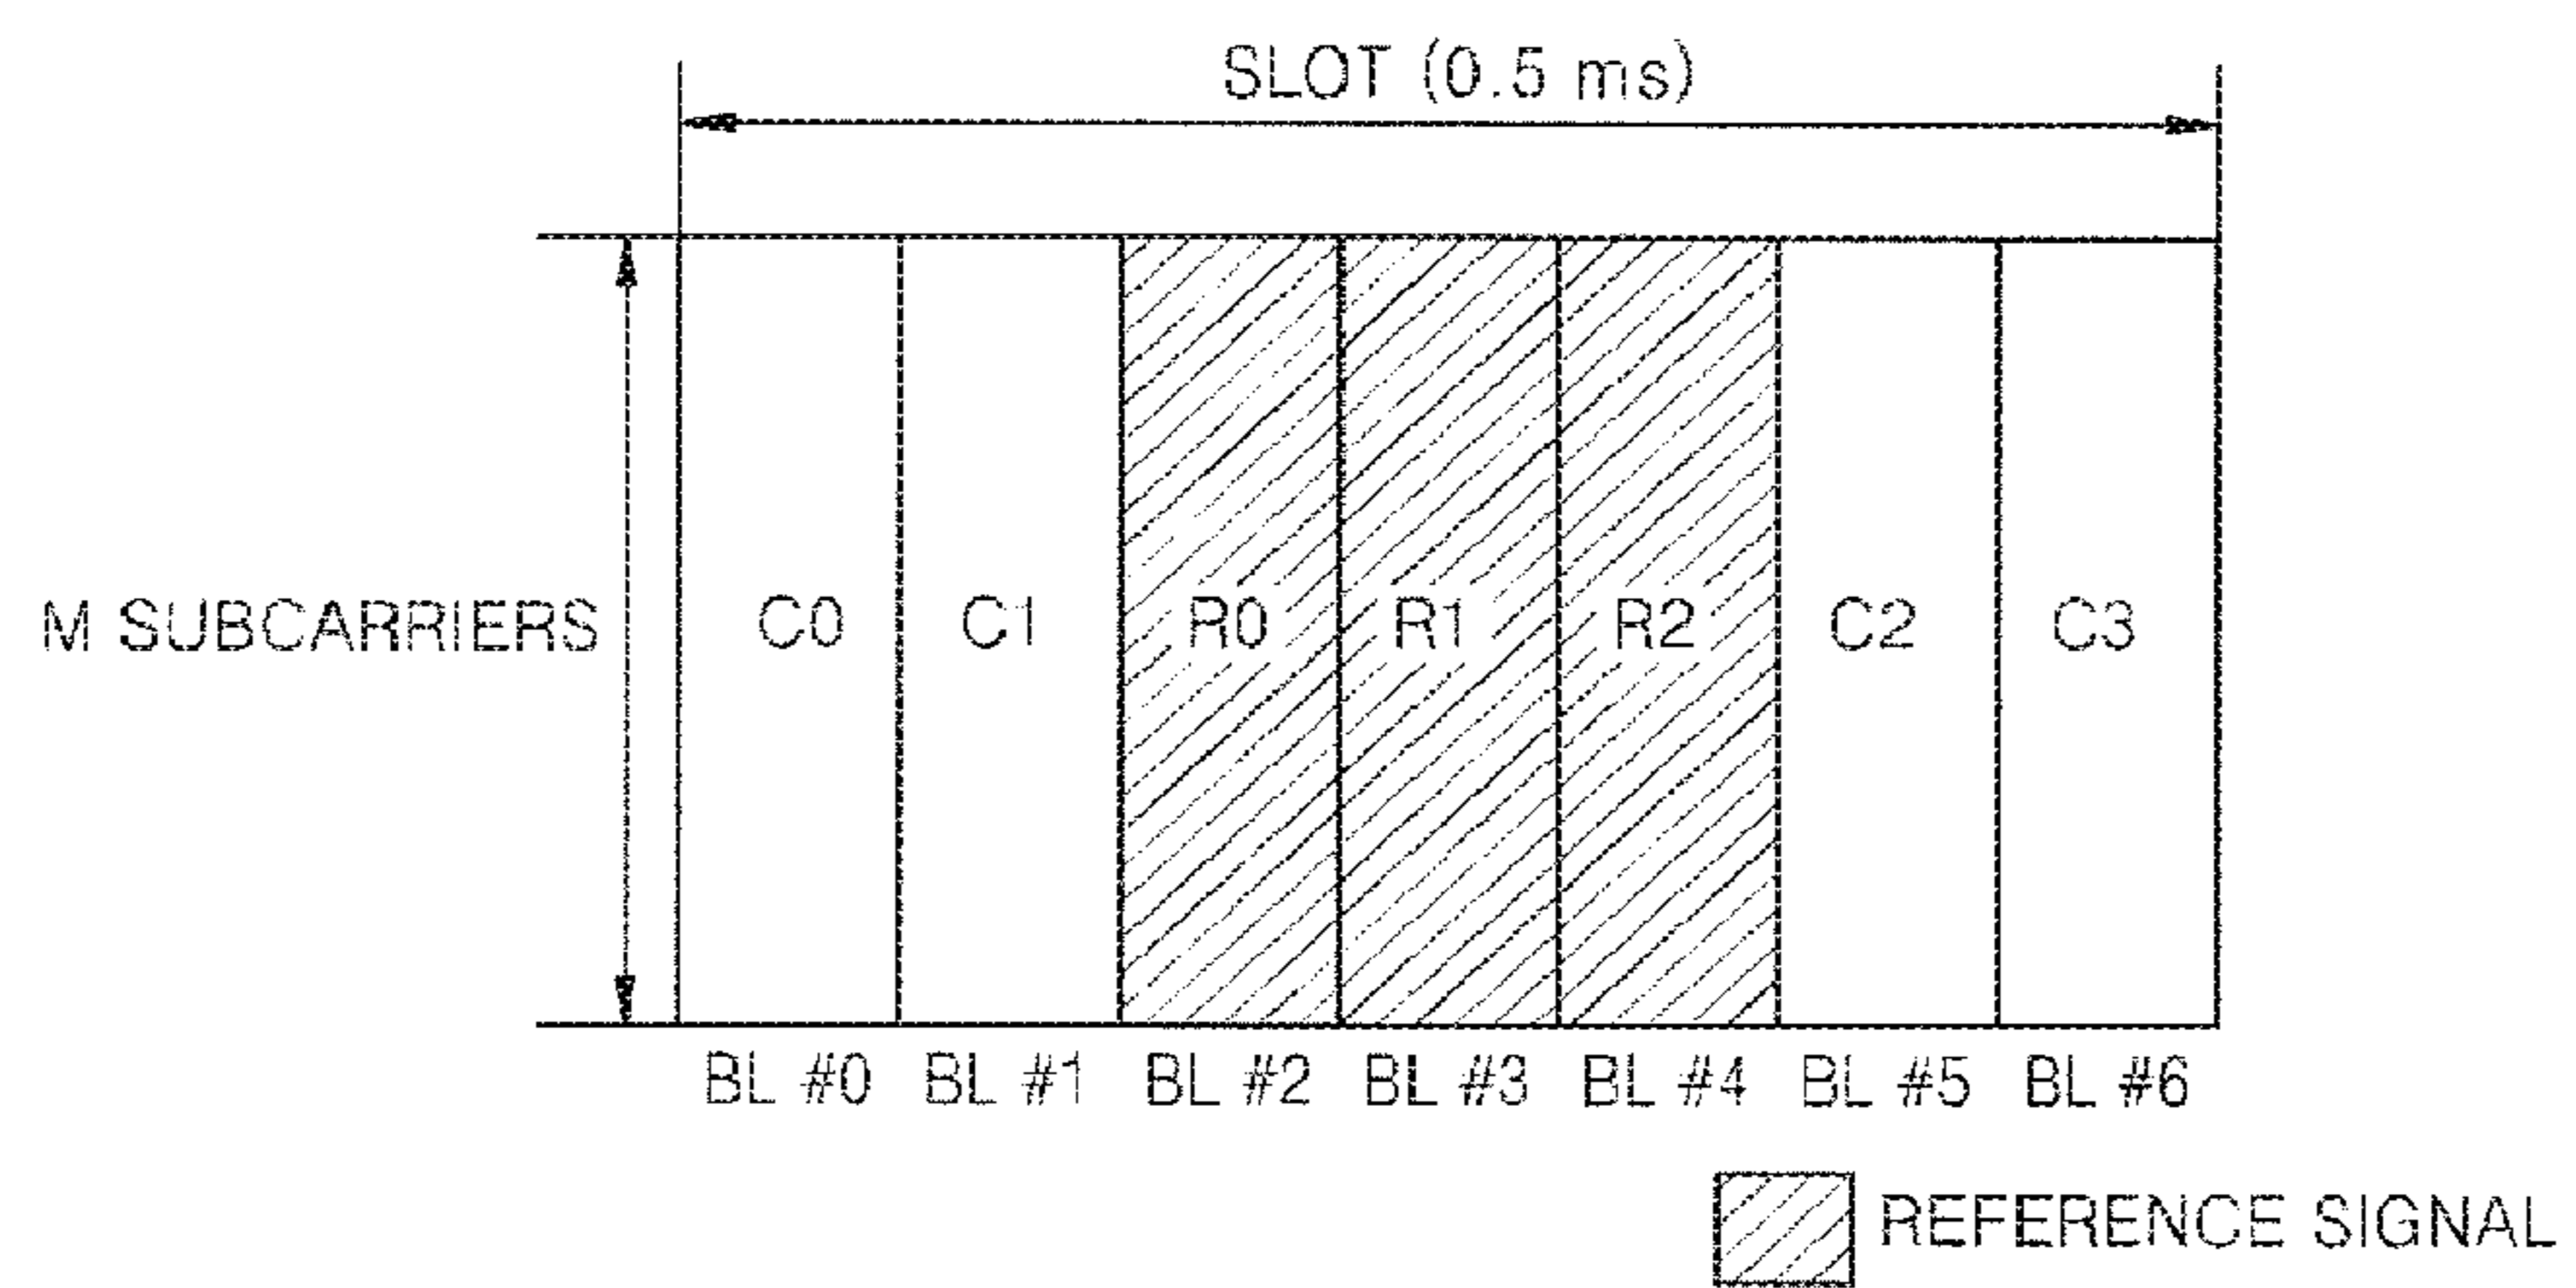 SLOT (0.5 ms)
M SUBCARRIERS C0 C1 R0 R1 R2 C2 C3
BL #0 BL #1 BL #2 BL #3 BL #4 BL #5 BL #6
REFERENCE SIGNAL